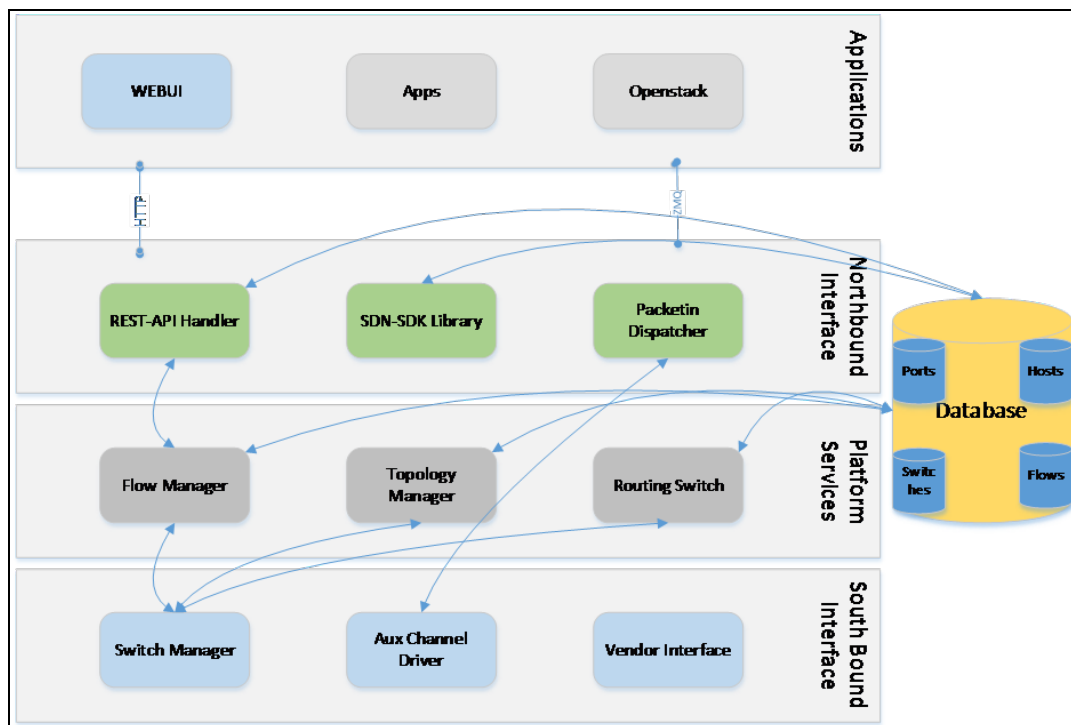 WEBUI
Apps
Openstack
Applications
HTTP
ZMQ
REST-API Handler
SDN-SDK Library
Packetin
Dispatcher
Northbound
Interface
Ports
Hosts
Database
Switc
hes
Flows
Flow Manager
Topology
Manager
Routing Switch
Platform
Services
Switch Manager
Aux Channel
Driver
Vendor Interface
South Bound
Interface